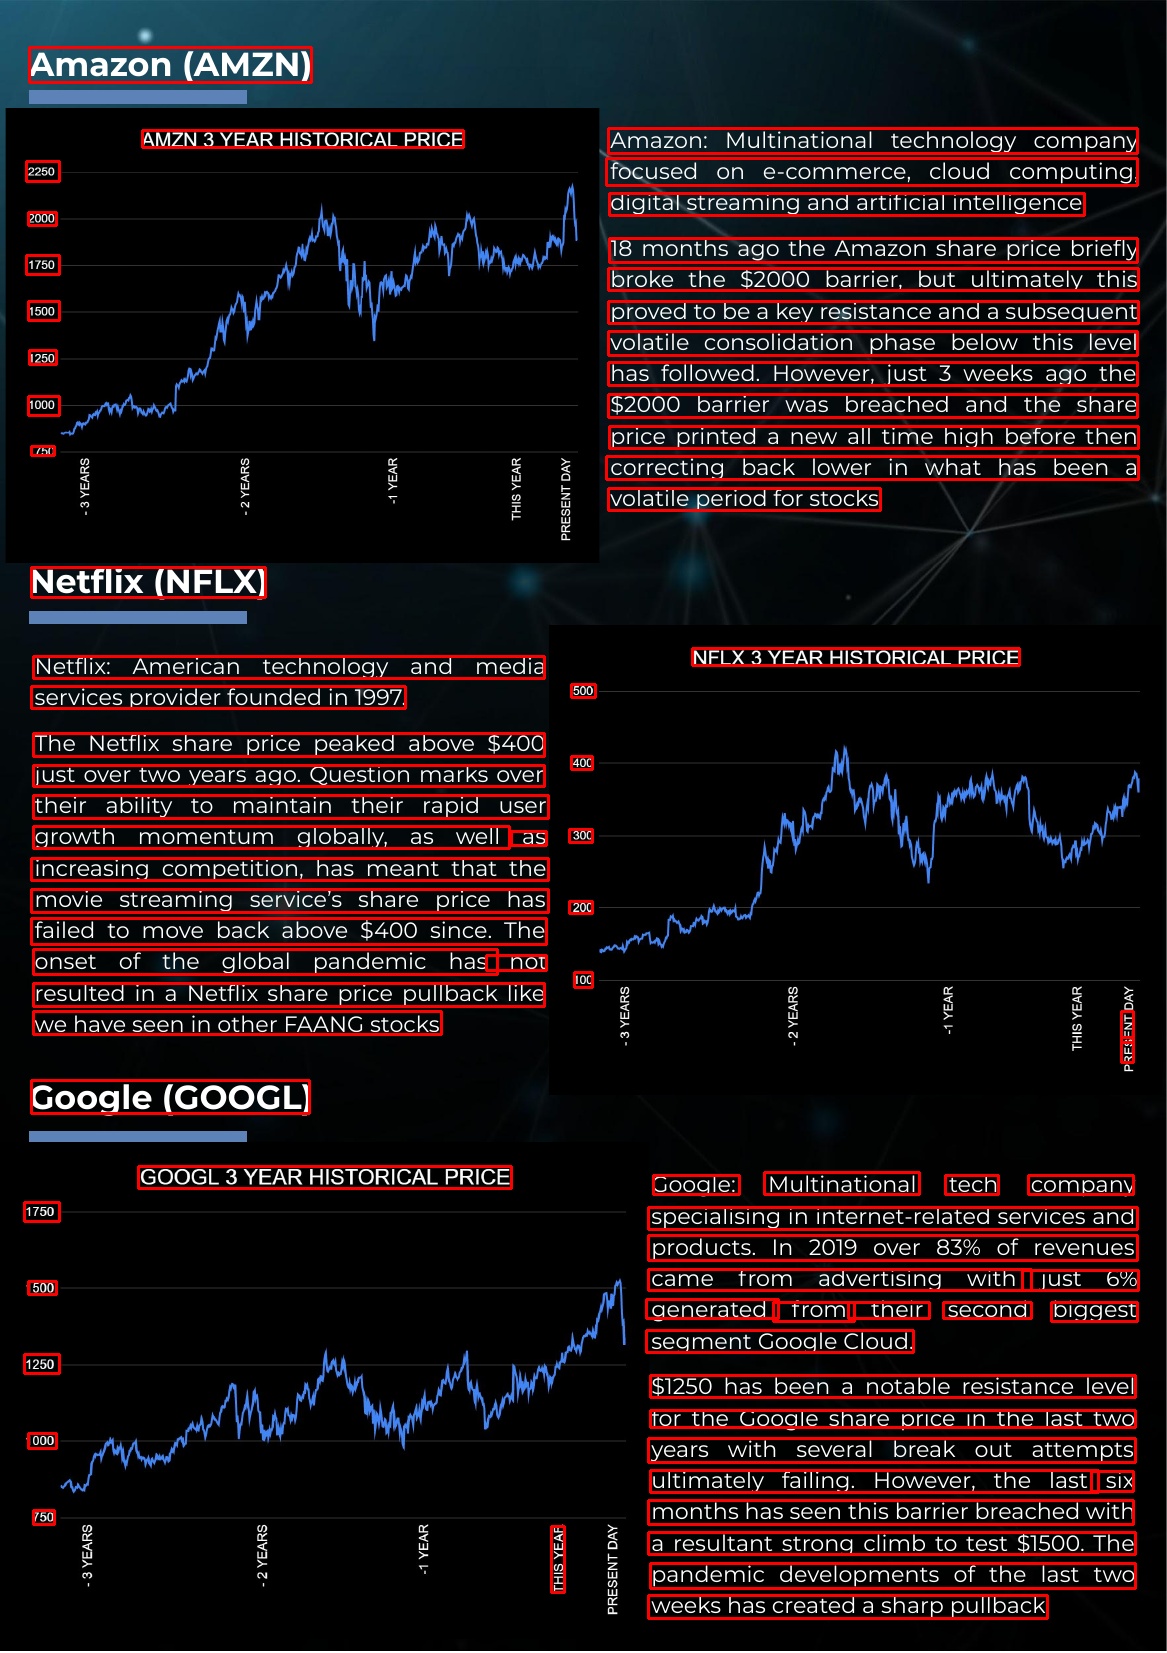 Amazon (AMZN)
AMZN 3 YEAR HISTORICAL PRICE
2250
2000
1750
1500
1250
1000
750
- 3 YEARS
- 2 YEARS
-1 YEAR
THIS YEAR
PRESENT DAY
Amazon: Multinational technology company
focused on e-commerce, cloud computing,
digital streaming and artificial intelligence
18 months ago the Amazon share price briefly
broke the $2000 barrier, but ultimately this
proved to be a key resistance and a subsequent
volatile consolidation phase below this level
has followed. However, just 3 weeks ago the
$2000 barrier was breached and the share
price printed a new all time high before then
correcting back lower in what has been a
volatile period for stocks
Netflix (NFLX)
Netflix: American technology and media
services provider founded in 1997.
The Netflix share price peaked above $400
just over two years ago. Question marks over
their ability to maintain their rapid user
growth momentum globally, as well as
increasing competition, has meant that the
movie streaming service's share price has
failed to move back above $400 since. The
onset of the global pandemic has not
resulted in a Netflix share price pullback like
we have seen in other FAANG stocks
NFLX 3 YEAR HISTORICAL PRICE
500
400
300
200
100
- 3 YEARS
- 2 YEARS
-1 YEAR
THIS YEAR
PRESENT DAY
Google (GOOGL)
GOOGL 3 YEAR HISTORICAL PRICE
1750
1500
1250
1000
750
- 3 YEARS
- 2 YEARS
-1 YEAR
THIS YEAR
PRESENT DAY
Google: Multinational tech company
specialising in internet-related services and
products. In 2019 over 83% of revenues
came from advertising with just 6%
generated from their second biggest
segment Google Cloud.
$1250 has been a notable resistance level
for the Google share price in the last two
years with several break out attempts
ultimately failing. However, the last six
months has seen this barrier breached with
a resultant strong climb to test $1500. The
pandemic developments of the last two
weeks has created a sharp pullback